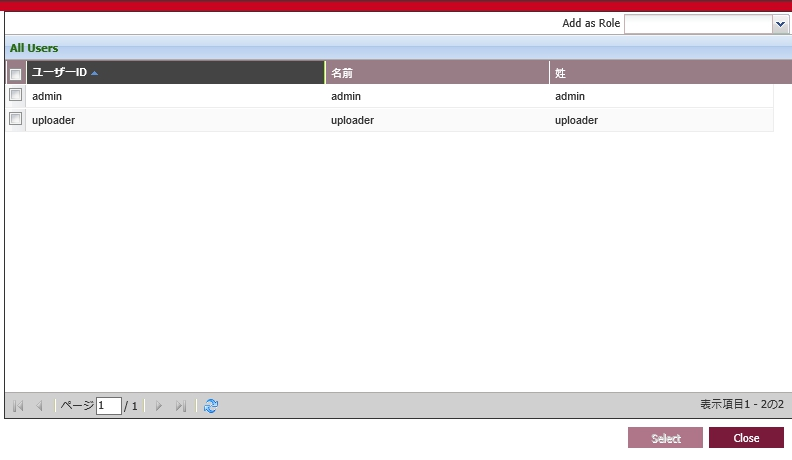 Add as Role
All Users
ユーザーID 名前 姓
admin admin admin
uploader uploader uploader
ページ 1 / 1 表示項目1 - 2の2
Select Close